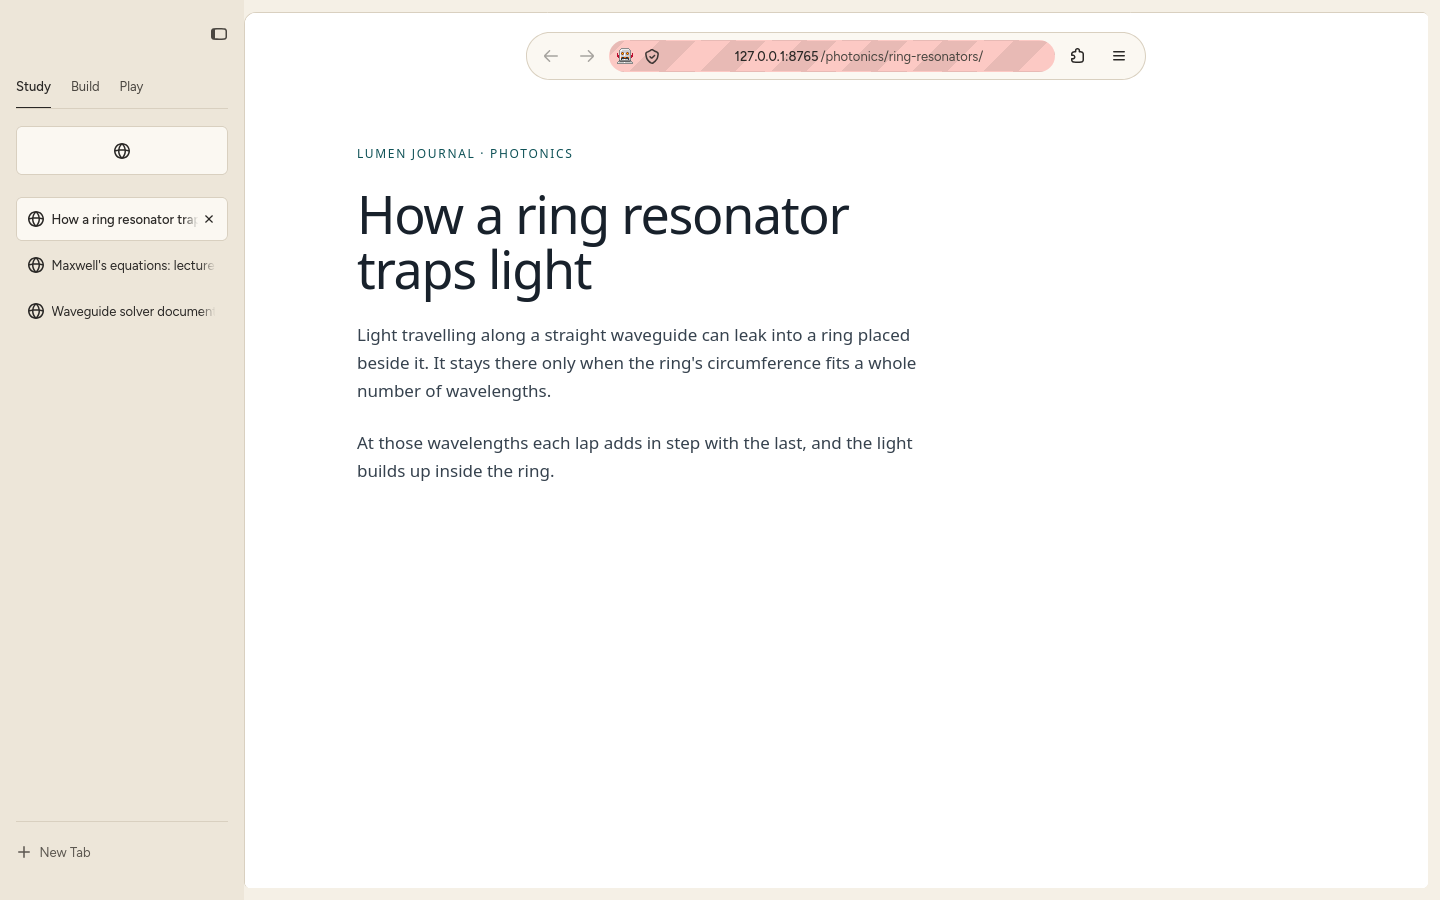 Study Build Play
How a ring resonator tra
Maxwell's equations: lecture
Waveguide solver documen
New Tab
127.0.0.1:8765/photonics/ring-resonators/
LUMEN JOURNAL · PHOTONICS
How a ring resonator
traps light
Light travelling along a straight waveguide can leak into a ring placed
beside it. It stays there only when the ring's circumference fits a whole
number of wavelengths.
At those wavelengths each lap adds in step with the last, and the light
builds up inside the ring.